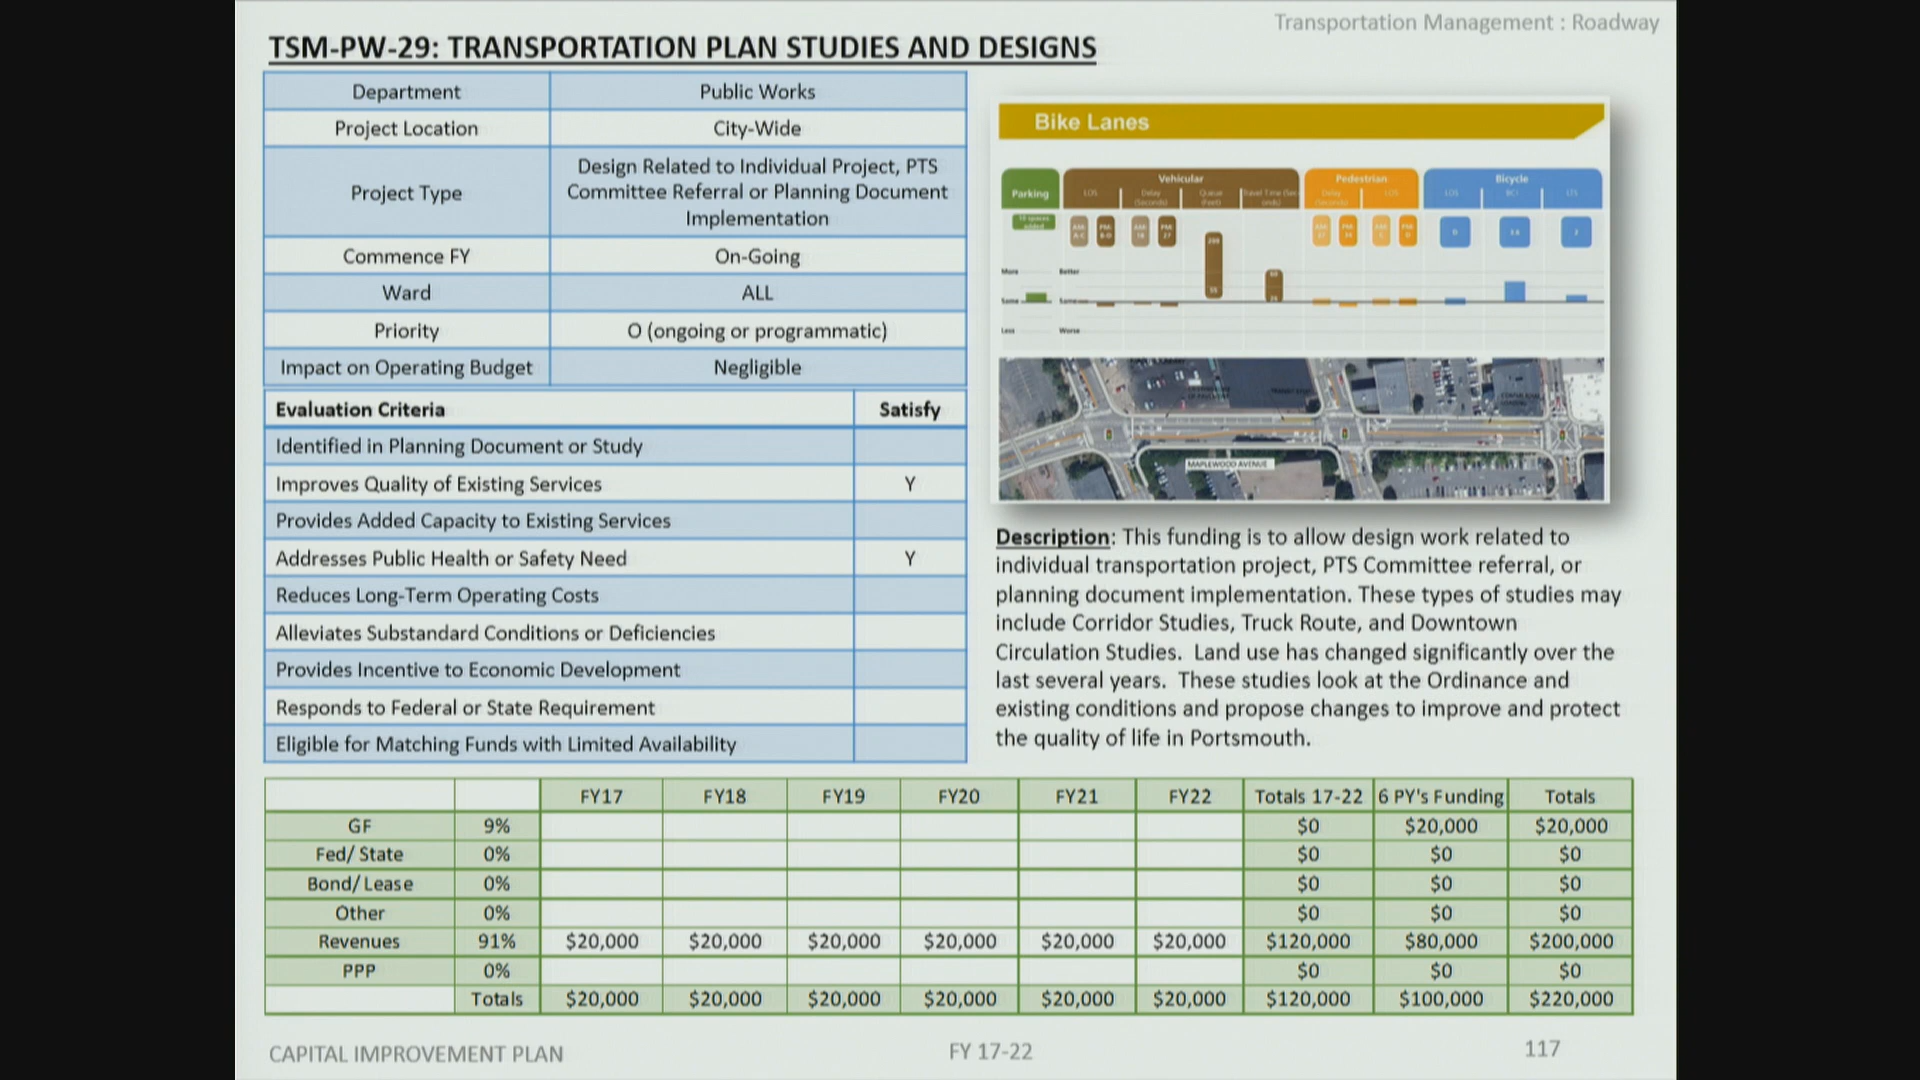 Transportation Management : Roadway
TSM-PW-29: TRANSPORTATION PLAN STUDIES AND DESIGNS
Department Public Works
Project Location City-Wide
Project Type Design Related to Individual Project, PTS
Committee Referral or Planning Document
Implementation
Commence FY On-Going
Ward ALL
Priority O (ongoing or programmatic)
Impact on Operating Budget Negligible
Evaluation Criteria Satisfy
Identified in Planning Document or Study
Improves Quality of Existing Services Y
Provides Added Capacity to Existing Services
Addresses Public Health or Safety Need Y
Reduces Long-Term Operating Costs
Alleviates Substandard Conditions or Deficiencies
Provides Incentive to Economic Development
Responds to Federal or State Requirement
Eligible for Matching Funds with Limited Availability
Bike Lanes
Parking Vehicular Pedestrian Bicycle
More Better
Same
Less Worse
MAPLEWOOD AVENUE
Description: This funding is to allow design work related to
individual transportation project, PTS Committee referral, or
planning document implementation. These types of studies may
include Corridor Studies, Truck Route, and Downtown
Circulation Studies. Land use has changed significantly over the
last several years. These studies look at the Ordinance and
existing conditions and propose changes to improve and protect
the quality of life in Portsmouth.
FY17 FY18 FY19 FY20 FY21 FY22 Totals 17-22 6 PY's Funding Totals
GF 9% $0 $20,000 $20,000
Fed/ State 0% $0 $0 $0
Bond/ Lease 0% $0 $0 $0
Other 0% $0 $0 $0
Revenues 91% $20,000 $20,000 $20,000 $20,000 $20,000 $20,000 $120,000 $80,000 $200,000
PPP 0% $0 $0 $0
Totals $20,000 $20,000 $20,000 $20,000 $20,000 $20,000 $120,000 $100,000 $220,000
CAPITAL IMPROVEMENT PLAN FY 17-22 117